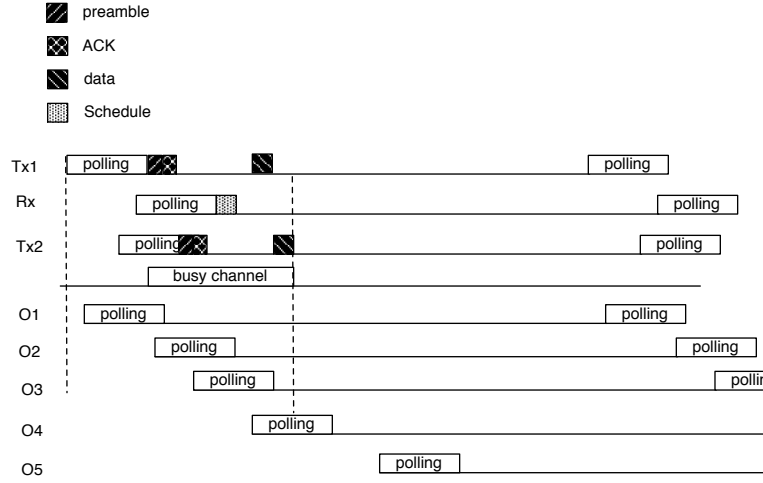 preamble
ACK
data
Schedule
Tx1 polling polling
Rx polling polling
Tx2 polling polling
busy channel
O1 polling polling
O2 polling polling
O3 polling pollin
O4 polling
O5 polling